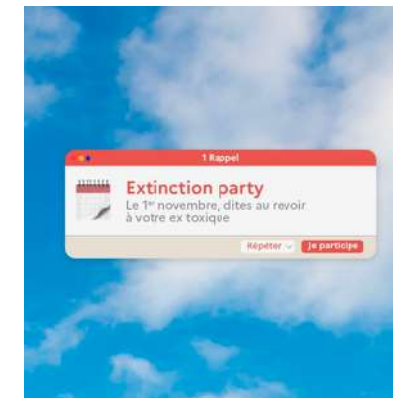 1 Rappel
Extinction party
Le 1er novembre, dites au revoir
à votre ex toxique
Répéter
Je participe